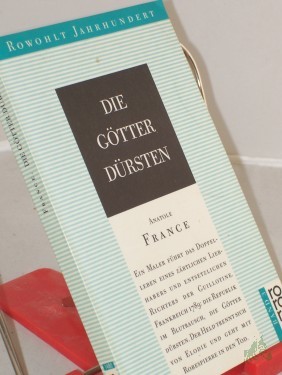 ROWOHLT JAHRHUNDERT
DIE
GÖTTER
DÜRSTEN
ANATOLE
FRANCE
EIN MALER FÜHRT DAS DOPPEL-
LEBEN EINES ZÄRTLICHEN LIEB-
HABERS UND ENTSETZLICHEN
RICHTERS DER GUILLOTINE.
FRANKREICH 1789: DIE REPUBLIK
IM BLUTRAUSCH, DIE GÖTTER
DÜRSTEN. DER HELD TRENNT SICH
VON ELODIE UND GEHT MIT
ROBESPIERRE IN DEN TOD.